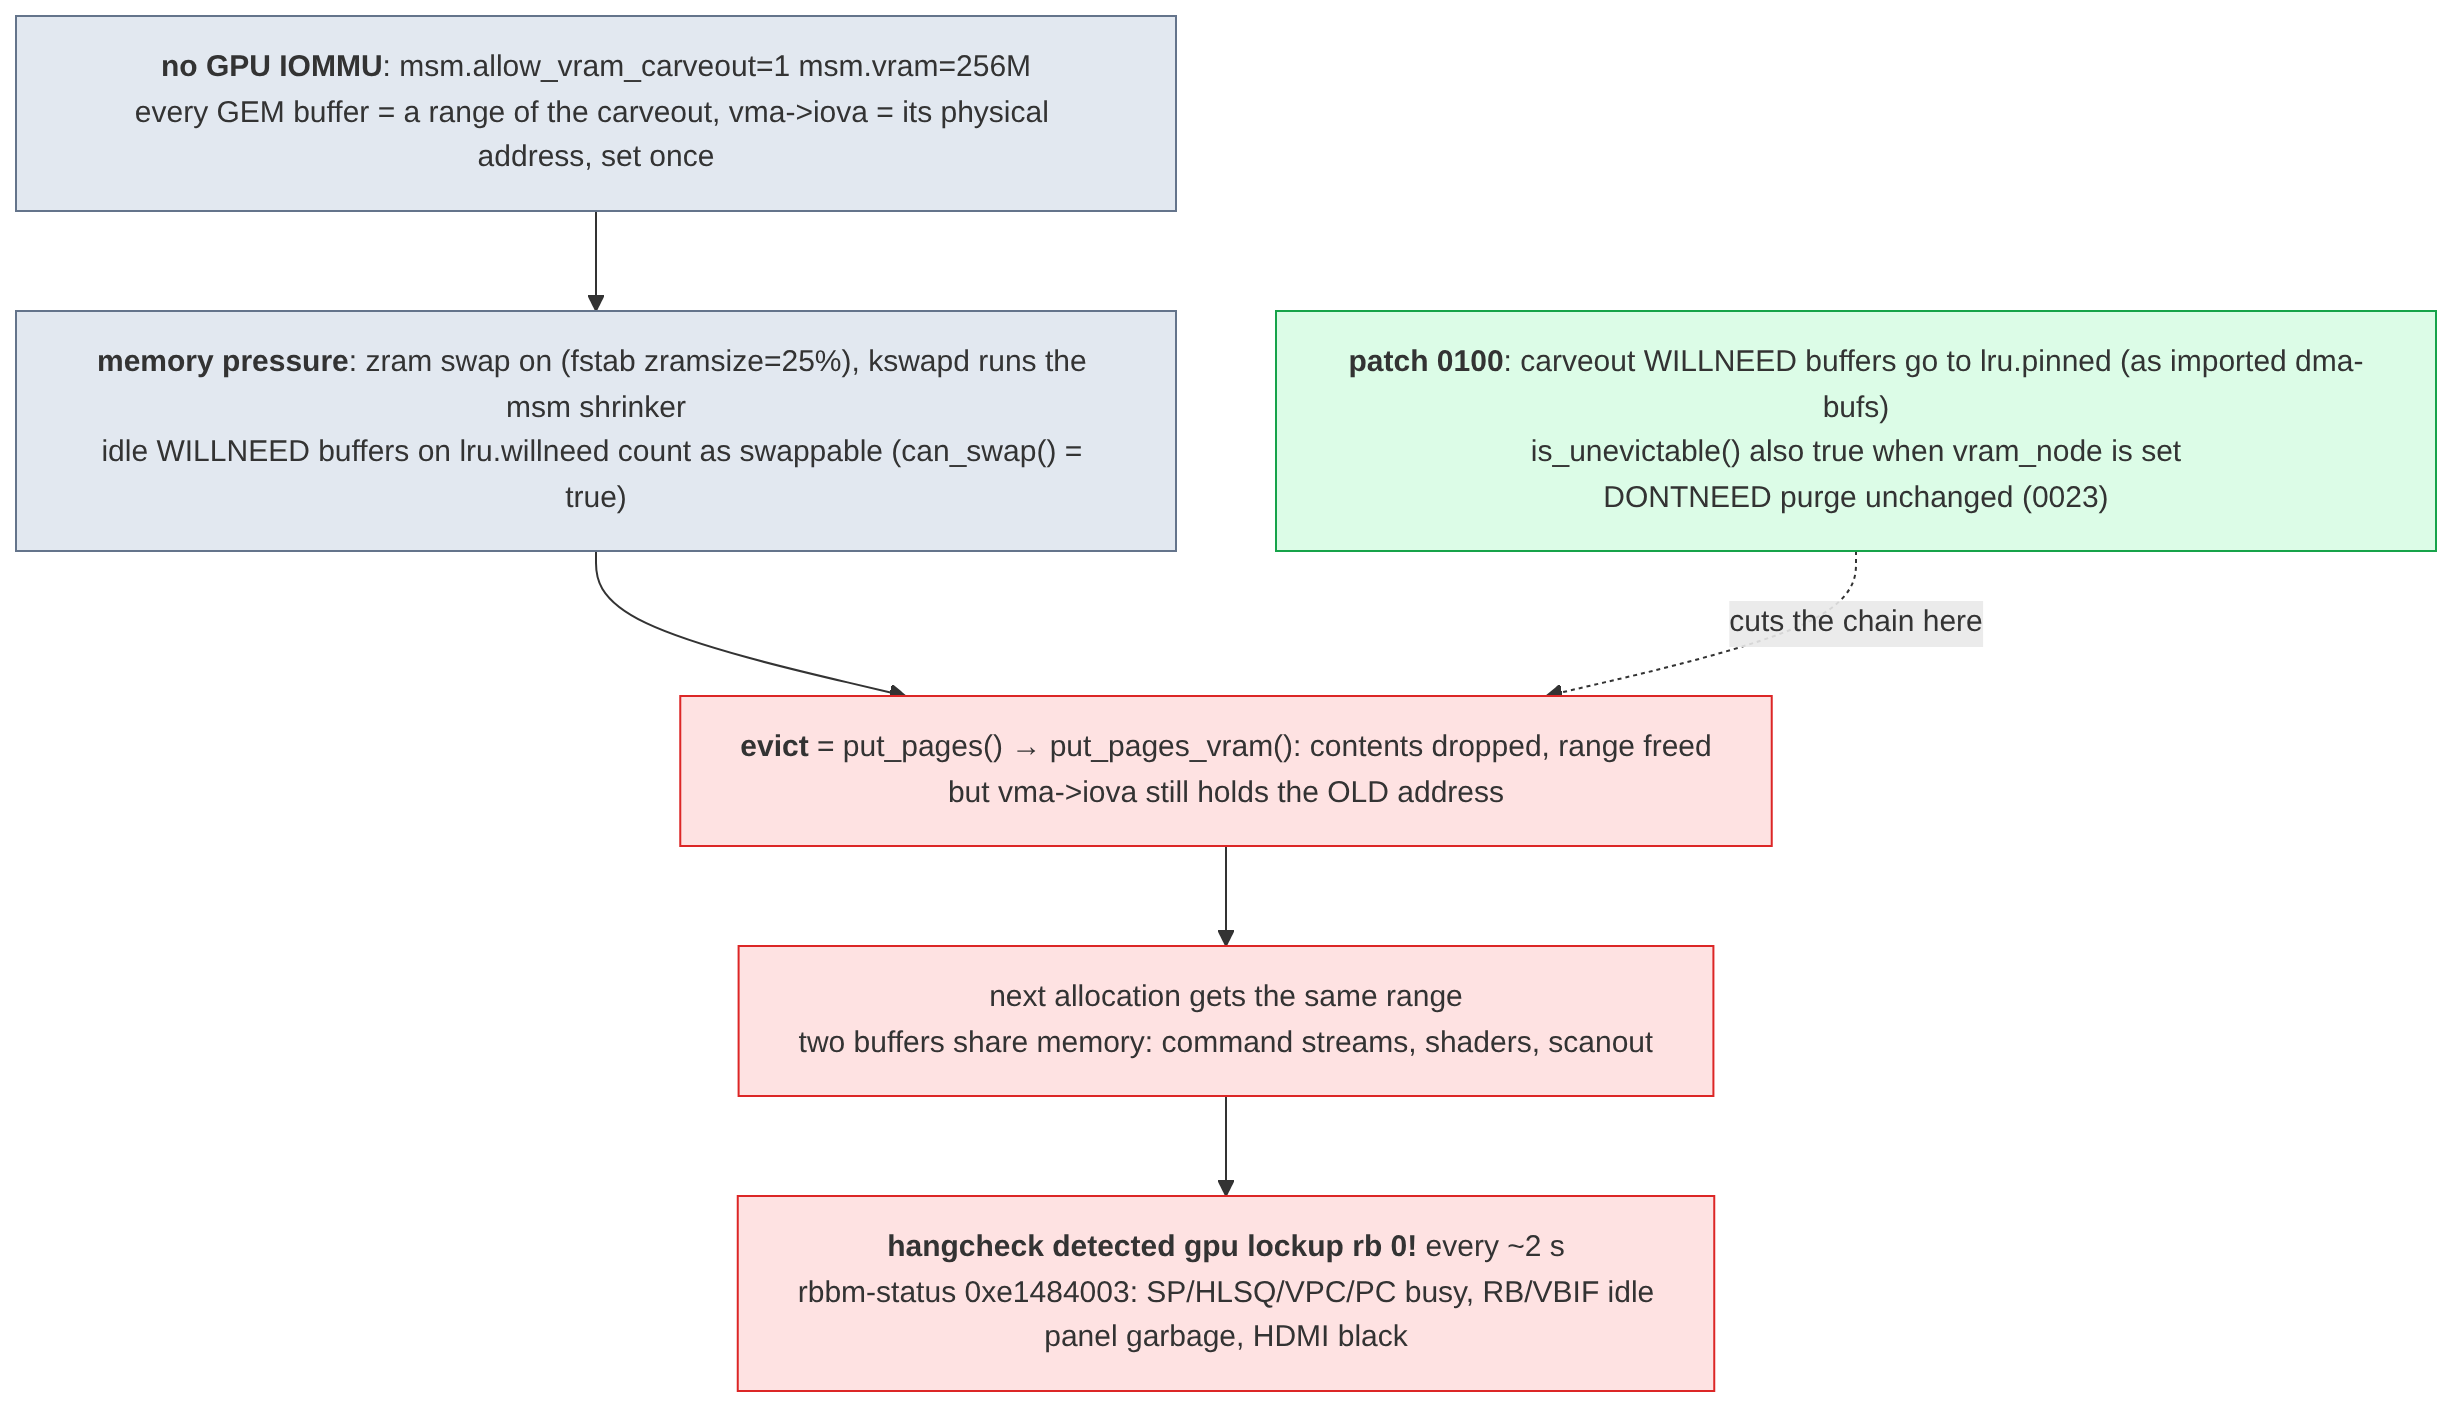 no GPU IOMMU: msm.allow_vram_carveout=1 msm.vram=256M
every GEM buffer = a range of the carveout, vma->iova = its physical
address, set once
memory pressure: zram swap on (fstab zramsize=25%), kswapd runs the
msm shrinker
idle WILLNEED buffers on lru.willneed count as swappable (can_swap() =
true)
patch 0100: carveout WILLNEED buffers go to lru.pinned (as imported dma-
bufs)
is_unevictable() also true when vram_node is set
DONTNEED purge unchanged (0023)
cuts the chain here
evict = put_pages() → put_pages_vram(): contents dropped, range freed
but vma->iova still holds the OLD address
next allocation gets the same range
two buffers share memory: command streams, shaders, scanout
hangcheck detected gpu lockup rb 0! every ~2 s
rbbm-status 0xe1484003: SP/HLSQ/VPC/PC busy, RB/VBIF idle
panel garbage, HDMI black